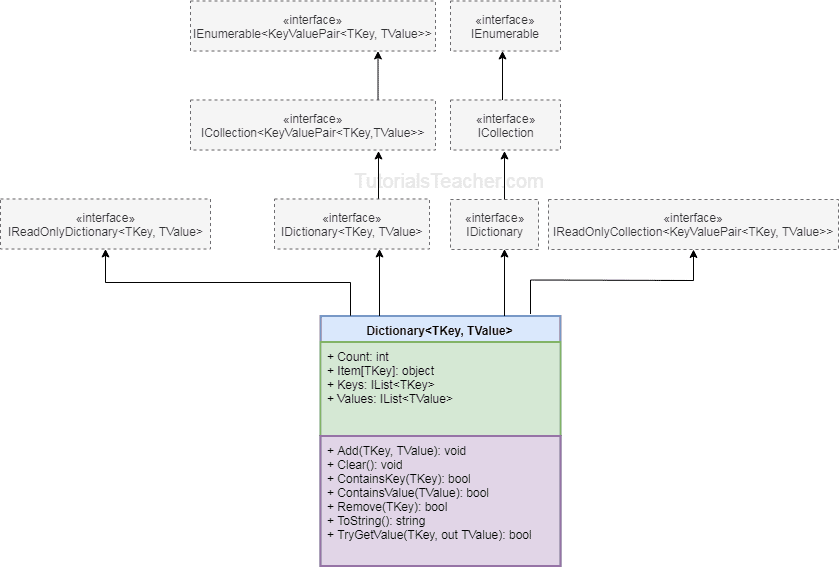 «interface»
IEnumerable<KeyValuePair<TKey, TValue>>
«interface»
IEnumerable
«interface»
ICollection<KeyValuePair<TKey,TValue>>
«interface»
ICollection
TutorialsTeacher.com
«interface»
IReadOnlyDictionary<TKey, TValue>
«interface»
IDictionary<TKey, TValue>
«interface»
IDictionary
«interface»
IReadOnlyCollection<KeyValuePair<TKey, TValue>>
Dictionary<TKey, TValue>
+ Count: int
+ Item[TKey]: object
+ Keys: IList<TKey>
+ Values: IList<TValue>
+ Add(TKey, TValue): void
+ Clear(): void
+ ContainsKey(TKey): bool
+ ContainsValue(TValue): bool
+ Remove(TKey): bool
+ ToString(): string
+ TryGetValue(TKey, out TValue): bool